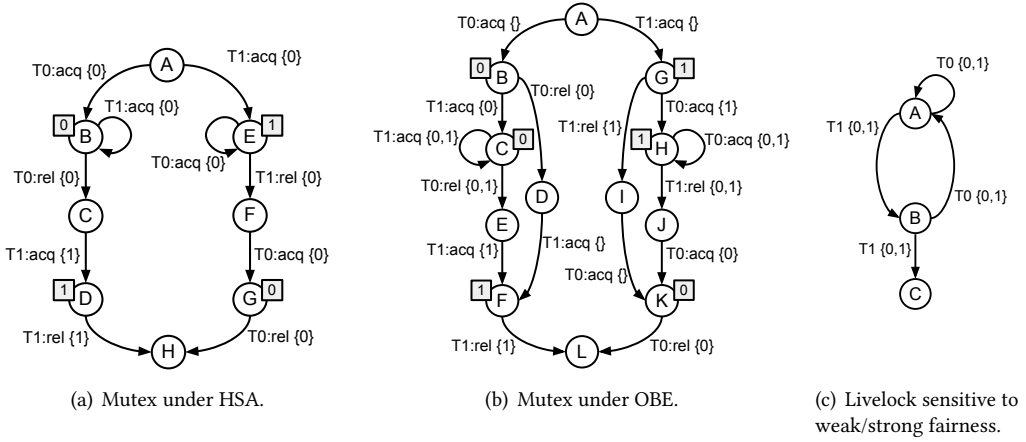 A
T0:acq {0}
T1:acq {0}
T1:acq {0}
0
B
E
1
T0:acq {0}
T0:rel {0}
T1:rel {0}
C
F
T1:acq {1}
T0:acq {0}
1
D
G
0
T1:rel {1}
T0:rel {0}
H
(a) Mutex under HSA.
A
T0:acq {}
T1:acq {}
0
B
G
1
T0:rel {0}
T1:acq {0}
T0:acq {1}
T1:rel {1}
T1:acq {0,1}
C
0
1
H
T0:acq {0,1}
T0:rel {0,1}
T1:rel {0,1}
D
I
E
J
T1:acq {1}
T1:acq {}
T0:acq {}
T0:acq {0}
1
F
K
0
T1:rel {1}
T0:rel {0}
L
(b) Mutex under OBE.
T0 {0,1}
A
T1 {0,1}
T0 {0,1}
B
T1 {0,1}
C
(c) Livelock sensitive to
weak/strong fairness.